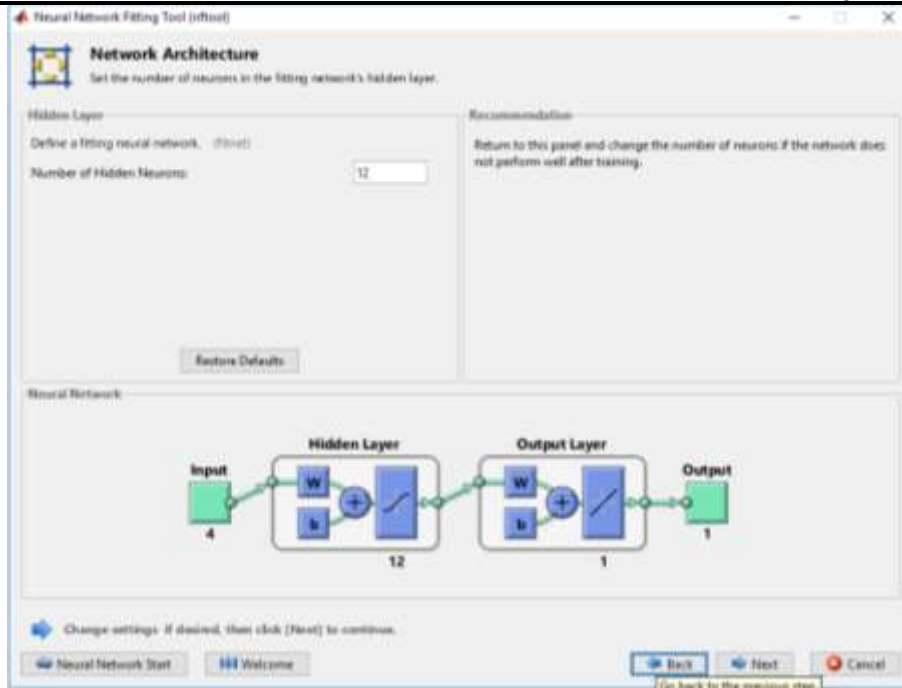 Neural Network Fitting Tool (nftool)
Network Architecture
Set the number of neurons in the fitting network's hidden layer.
Hidden Layer
Define a fitting neural network. (fitnet)
Number of Hidden Neurons:
12
Restore Defaults
Recommendation
Return to this panel and change the number of neurons if the network does
not perform well after training.
Neural Network
Hidden Layer
Output Layer
Input
Output
W
b
W
b
4
12
1
1
Change settings if desired, then click [Next] to continue.
Neural Network Start
Welcome
Back
Next
Cancel
Go back to the previous step.